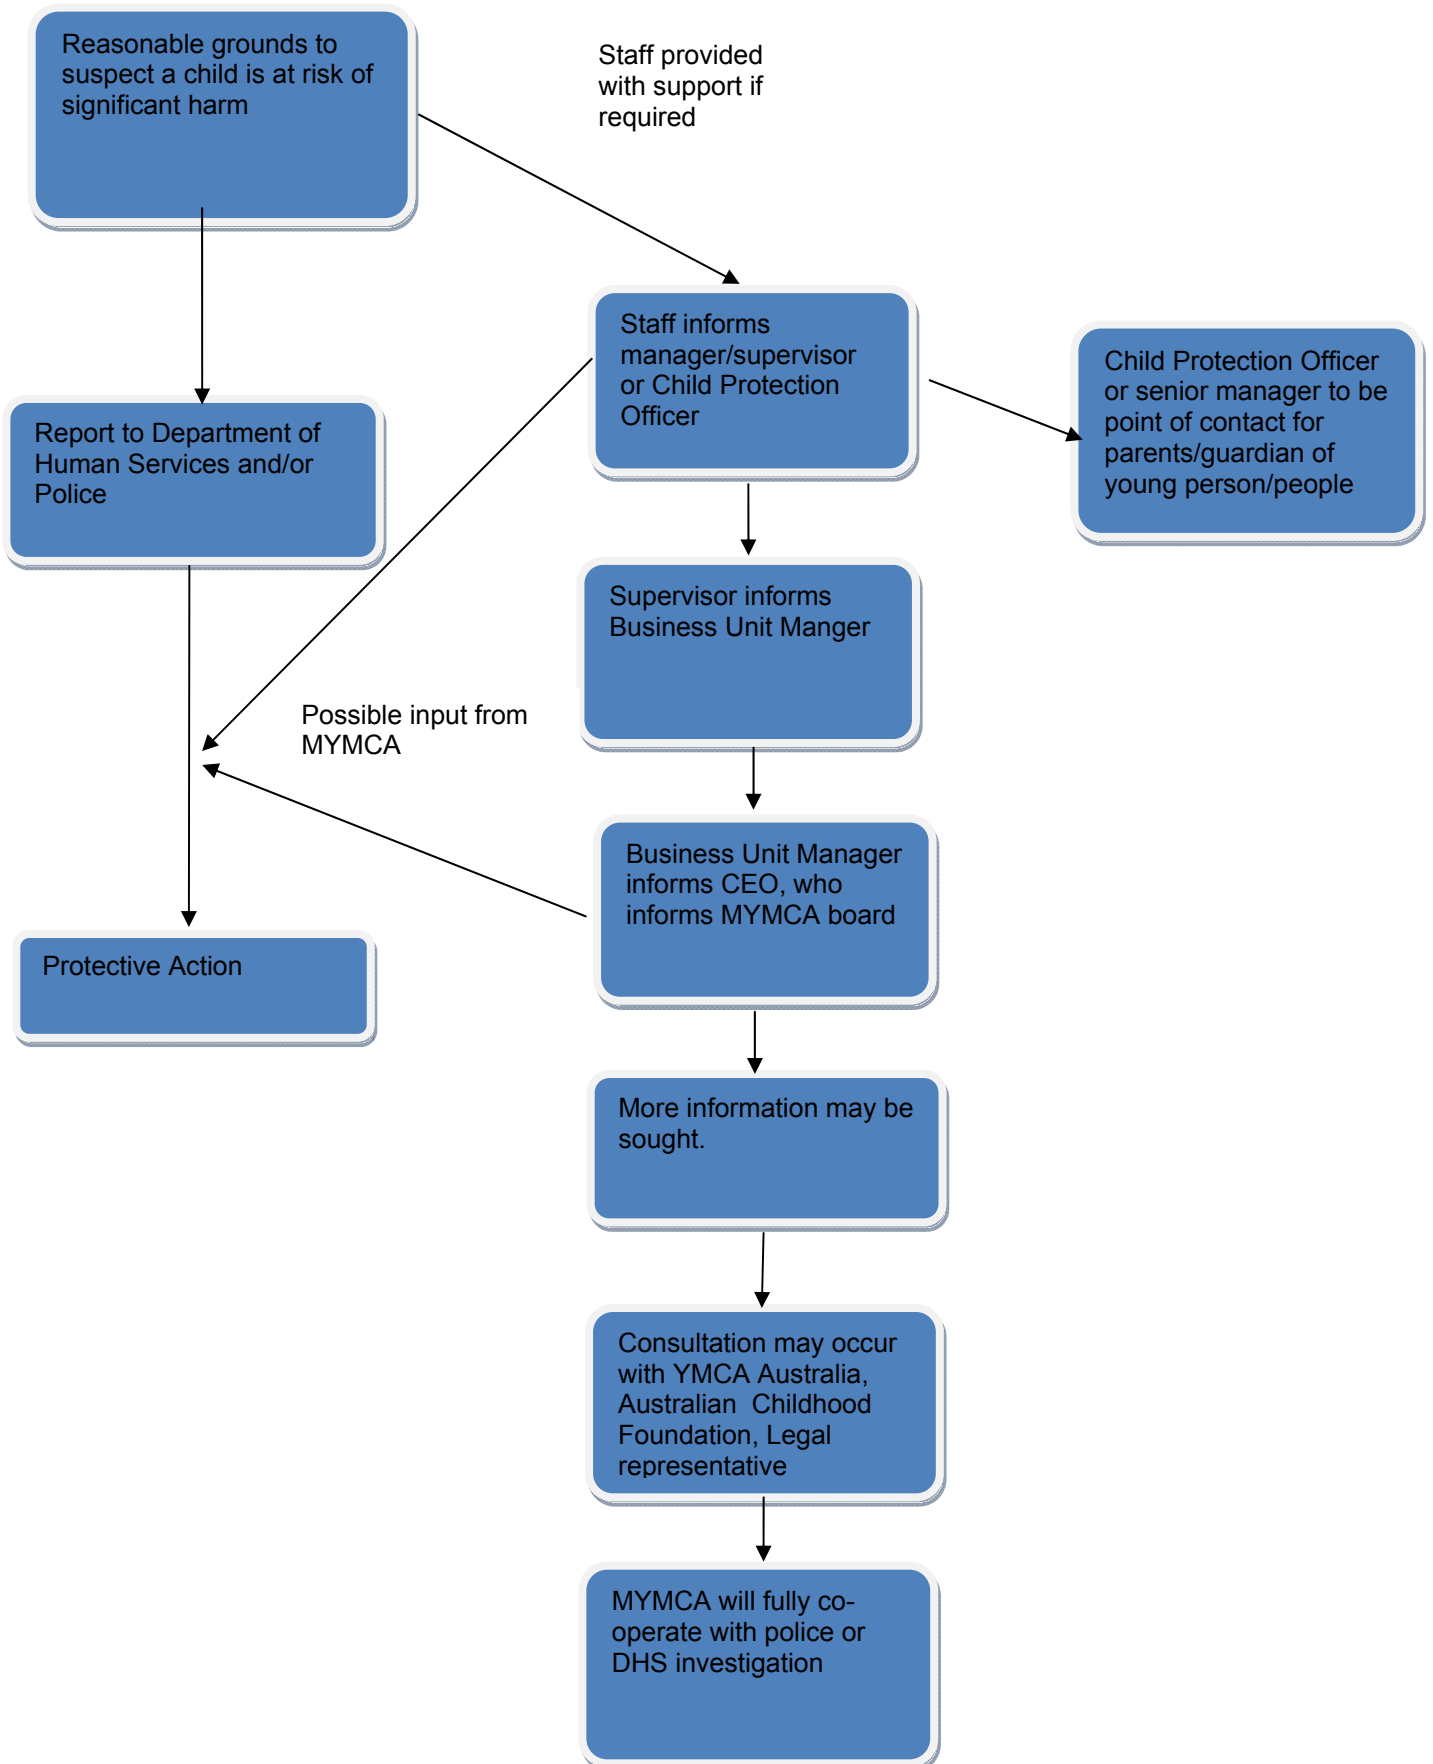 Reasonable grounds to
suspect a child is at risk of
significant harm
Staff provided
with support if
required
Staff informs
manager/supervisor
or Child Protection
Officer
Child Protection Officer
or senior manager to be
point of contact for
parents/guardian of
young person/people
Report to Department of
Human Services and/or
Police
Supervisor informs
Business Unit Manger
Possible input from
MYMCA
Business Unit Manager
informs CEO, who
informs MYMCA board
Protective Action
More information may be
sought.
Consultation may occur
with YMCA Australia,
Australian  Childhood
Foundation, Legal
representative
MYMCA will fully co-
operate with police or
DHS investigation